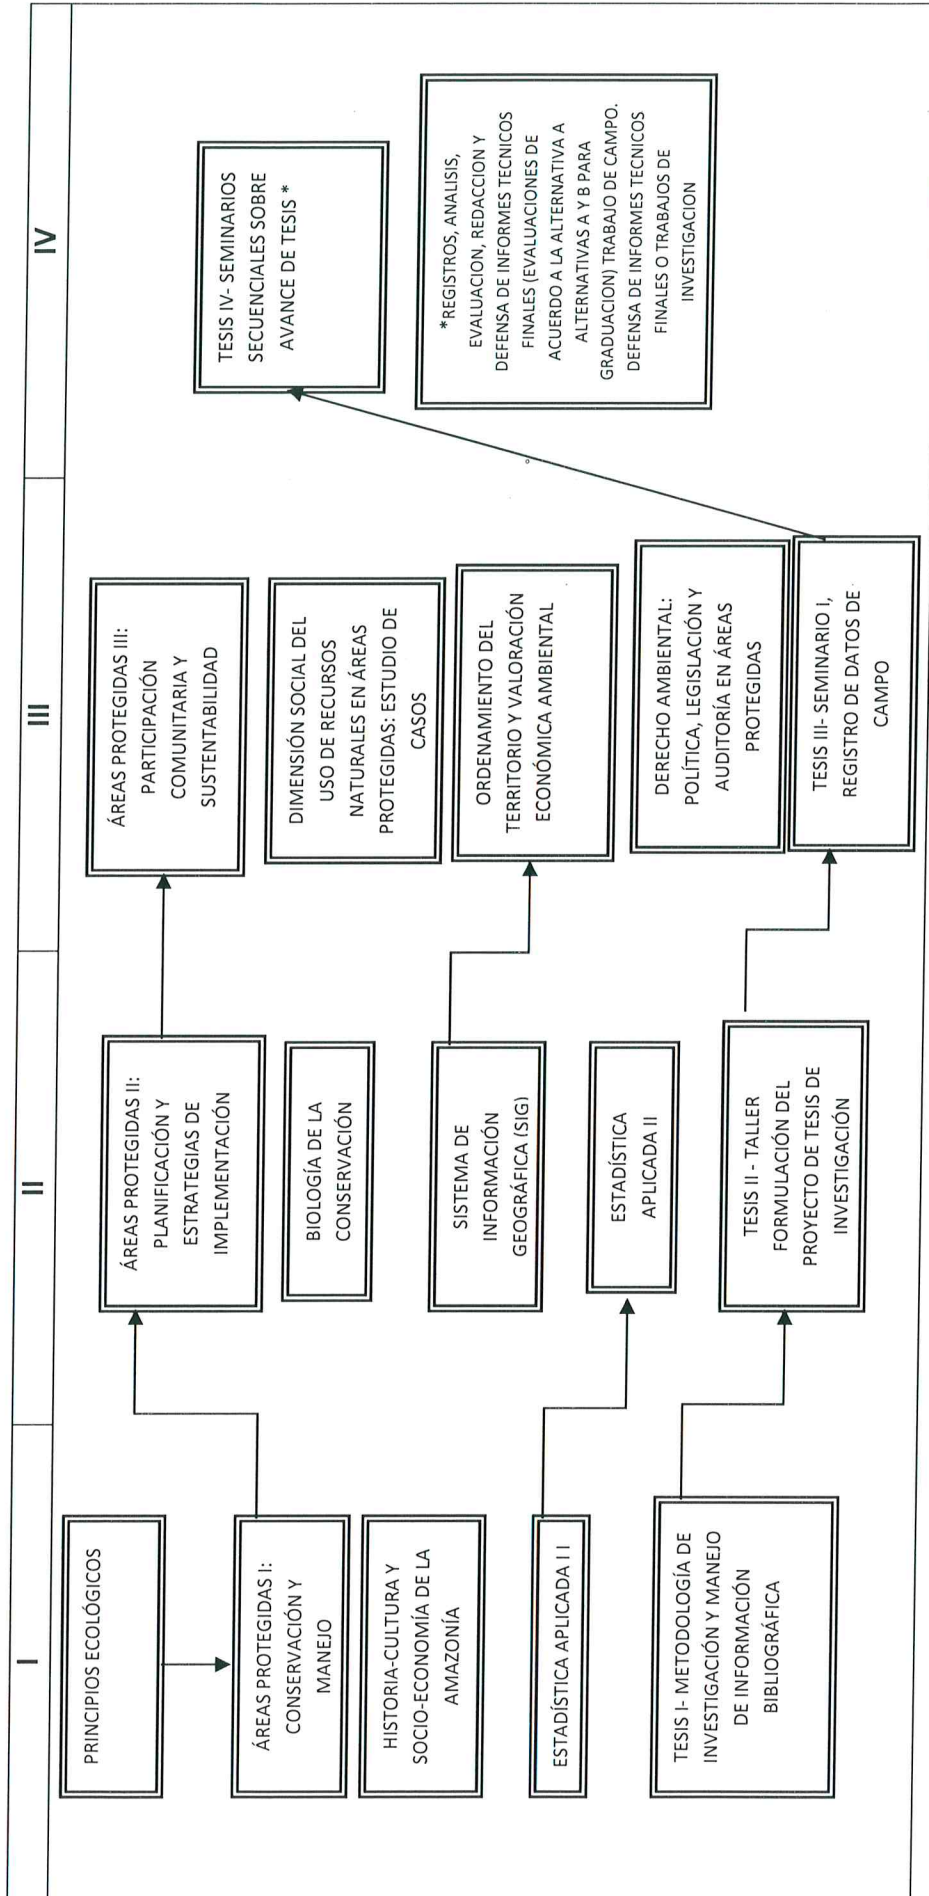 I
II
III
IV
PRINCIPIOS ECOLÓGICOS
ÁREAS PROTEGIDAS I:
CONSERVACIÓN Y
MANEJO
HISTORIA-CULTURA Y
SOCIO-ECONOMÍA DE LA
AMAZONÍA
ESTADÍSTICA APLICADA I I
TESIS I- METODOLOGÍA DE
INVESTIGACIÓN Y MANEJO
DE INFORMACIÓN
BIBLIOGRÁFICA
ÁREAS PROTEGIDAS II:
PLANIFICACIÓN Y
ESTRATEGIAS DE
IMPLEMENTACIÓN
BIOLOGÍA DE LA
CONSERVACIÓN
SISTEMA DE
INFORMACIÓN
GEOGRÁFICA (SIG)
ESTADÍSTICA
APLICADA II
TESIS II - TALLER
FORMULACIÓN DEL
PROYECTO DE TESIS DE
INVESTIGACIÓN
ÁREAS PROTEGIDAS III:
PARTICIPACIÓN
COMUNITARIA Y
SUSTENTABILIDAD
DIMENSIÓN SOCIAL DEL
USO DE RECURSOS
NATURALES EN ÁREAS
PROTEGIDAS: ESTUDIO DE
CASOS
ORDENAMIENTO DEL
TERRITORIO Y VALORACIÓN
ECONÓMICA AMBIENTAL
DERECHO AMBIENTAL:
POLÍTICA, LEGISLACIÓN Y
AUDITORÍA EN ÁREAS
PROTEGIDAS
TESIS III- SEMINARIO I,
REGISTRO DE DATOS DE
CAMPO
TESIS IV- SEMINARIOS
SECUENCIALES SOBRE
AVANCE DE TESIS *
*REGISTROS, ANALISIS,
EVALUACION, REDACCION Y
DEFENSA DE INFORMES TECNICOS
FINALES (EVALUACIONES DE
ACUERDO A LA ALTERNATIVA A
ALTERNATIVAS A Y B PARA
GRADUACION) TRABAJO DE CAMPO.
DEFENSA DE INFORMES TECNICOS
FINALES O TRABAJOS DE
INVESTIGACION